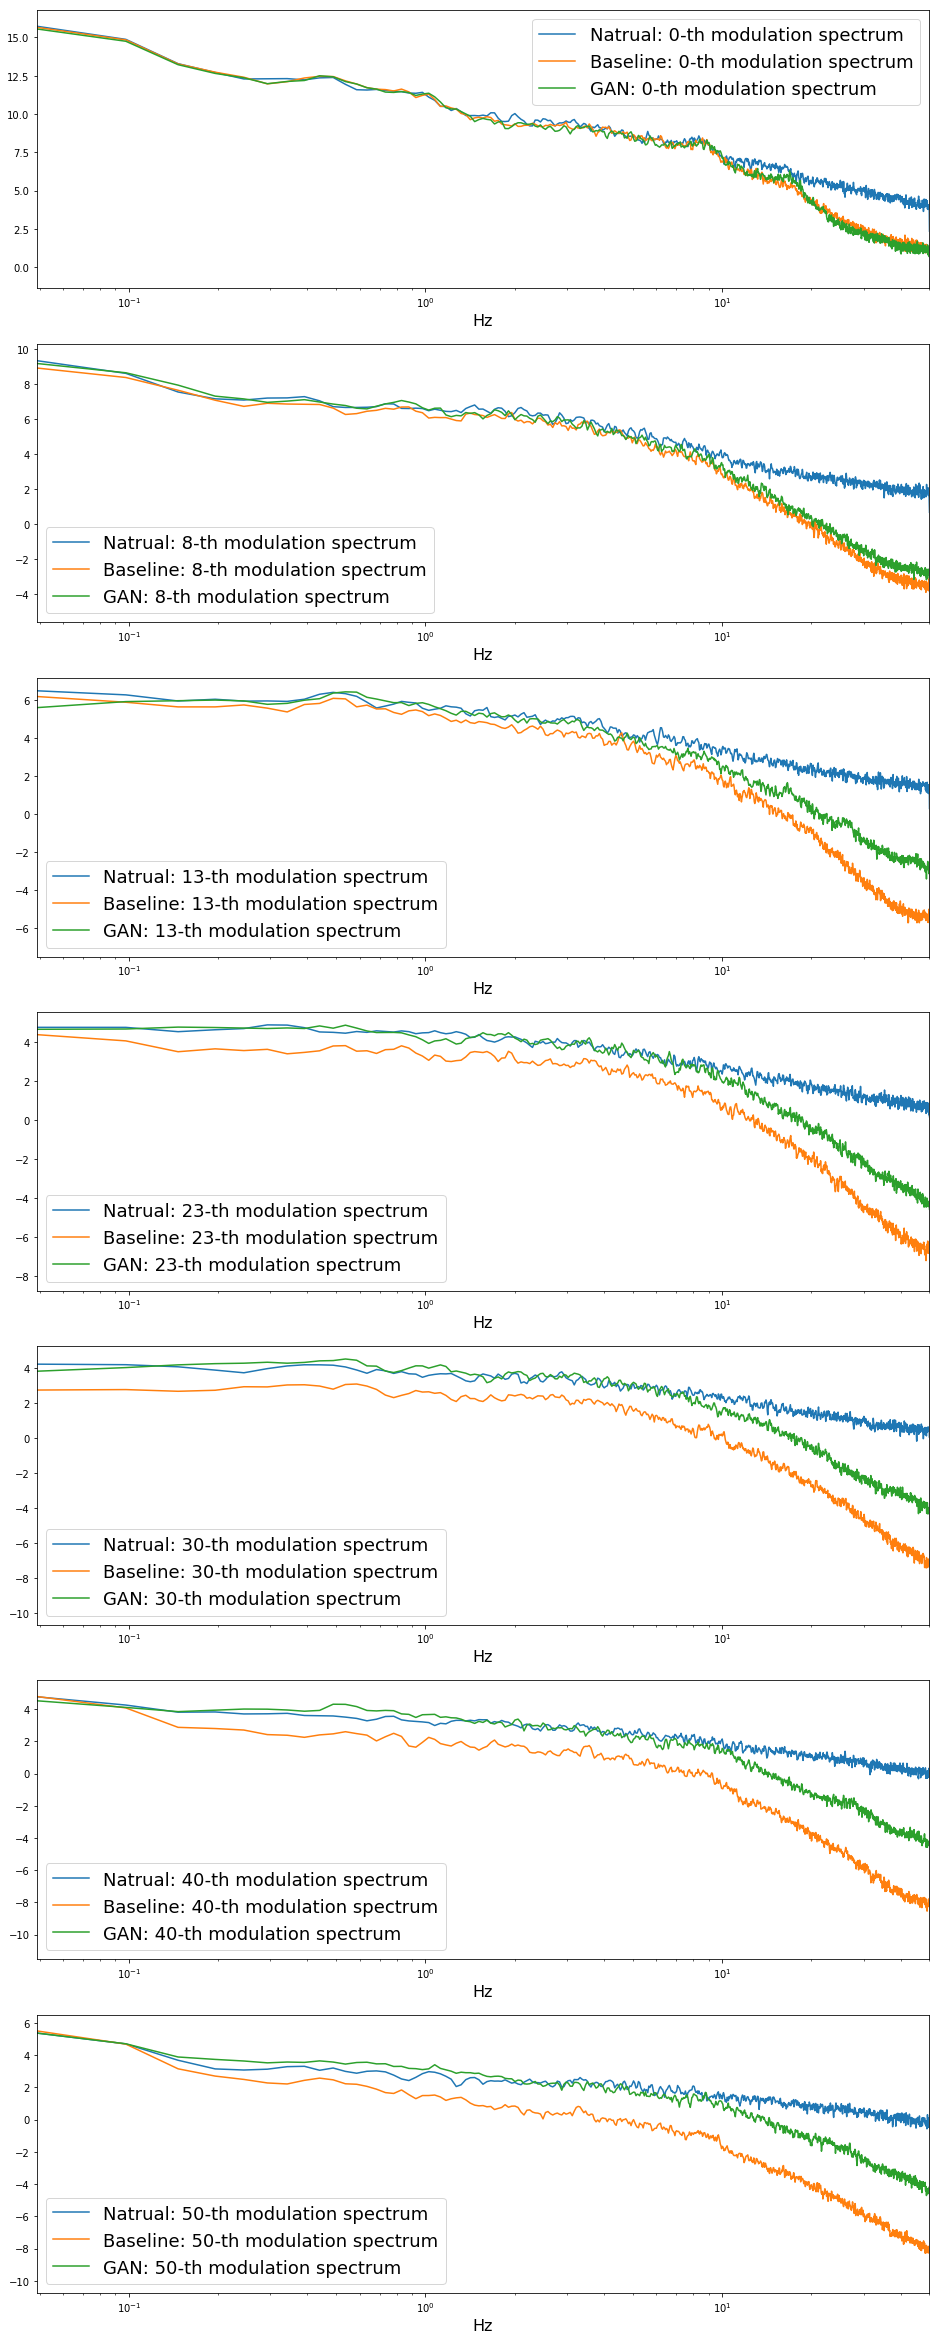 15.0
12.5
10.0
7.5
5.0
2.5
0.0
Natrual: 0-th modulation spectrum
Baseline: 0-th modulation spectrum
GAN: 0-th modulation spectrum
10⁻¹ 10⁰ 10¹
Hz
10
8
6
4
2
0
−2
−4
Natrual: 8-th modulation spectrum
Baseline: 8-th modulation spectrum
GAN: 8-th modulation spectrum
10⁻¹ 10⁰ 10¹
Hz
6
4
2
0
−2
−4
−6
Natrual: 13-th modulation spectrum
Baseline: 13-th modulation spectrum
GAN: 13-th modulation spectrum
10⁻¹ 10⁰ 10¹
Hz
4
2
0
−2
−4
−6
−8
Natrual: 23-th modulation spectrum
Baseline: 23-th modulation spectrum
GAN: 23-th modulation spectrum
10⁻¹ 10⁰ 10¹
Hz
4
2
0
−2
−4
−6
−8
−10
Natrual: 30-th modulation spectrum
Baseline: 30-th modulation spectrum
GAN: 30-th modulation spectrum
10⁻¹ 10⁰ 10¹
Hz
4
2
0
−2
−4
−6
−8
−10
Natrual: 40-th modulation spectrum
Baseline: 40-th modulation spectrum
GAN: 40-th modulation spectrum
10⁻¹ 10⁰ 10¹
Hz
6
4
2
0
−2
−4
−6
−8
−10
Natrual: 50-th modulation spectrum
Baseline: 50-th modulation spectrum
GAN: 50-th modulation spectrum
10⁻¹ 10⁰ 10¹
Hz